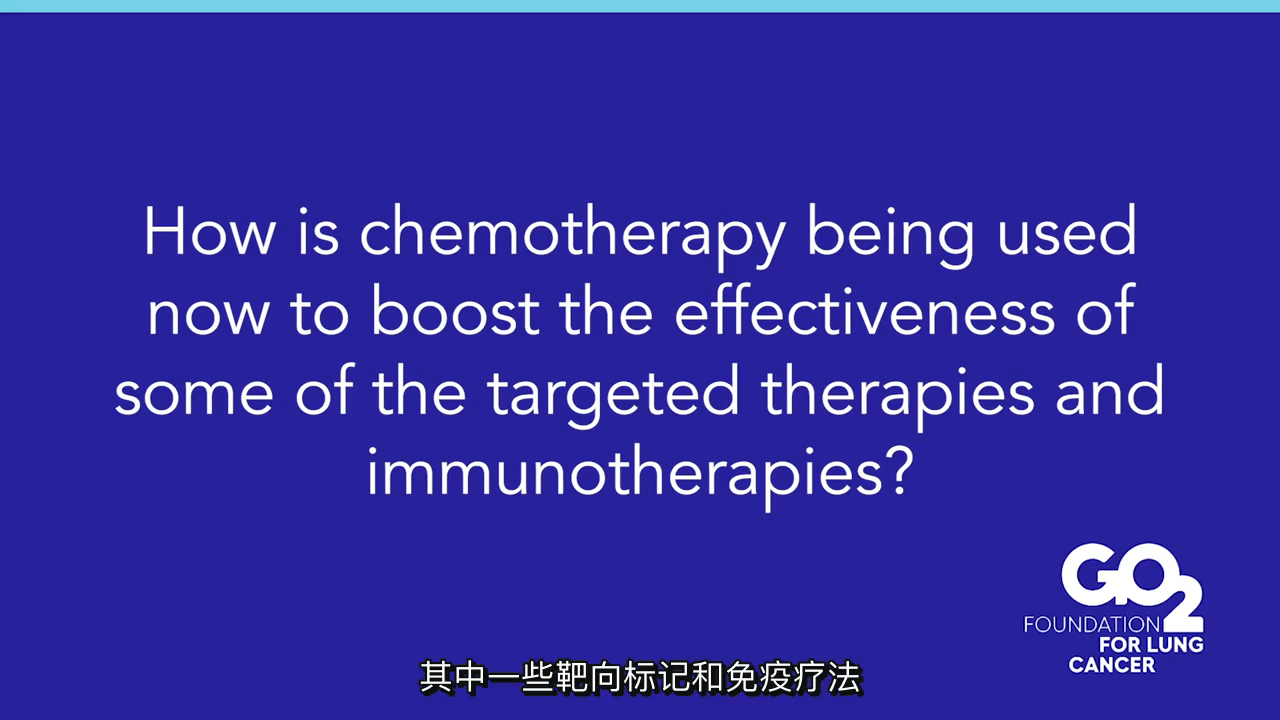 How is chemotherapy being used
now to boost the effectiveness of
some of the targeted therapies and
immunotherapies?
GO2
FOUNDATION
FOR LUNG
CANCER
其中一些靶向标记和免疫疗法